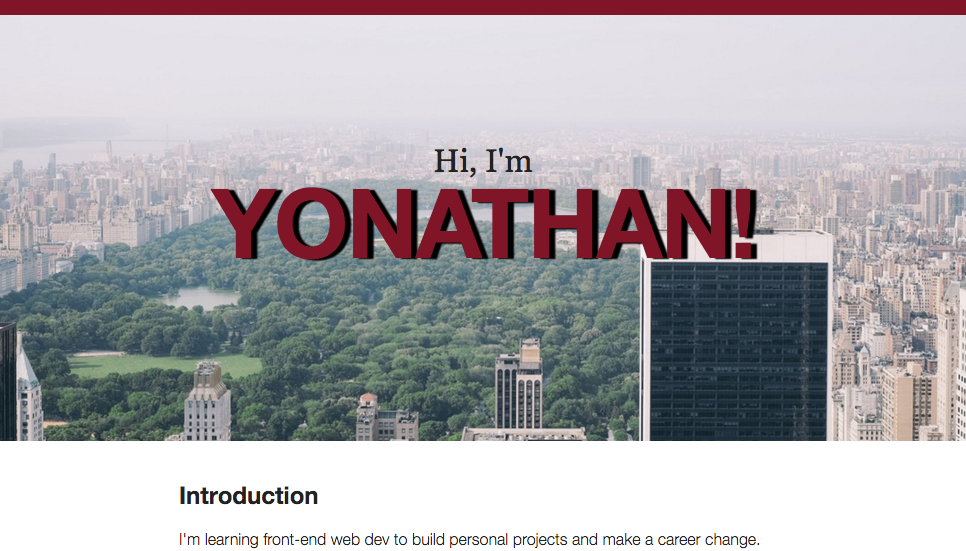 Hi, I'm
YONATHAN!
Introduction
I'm learning front-end web dev to build personal projects and make a career change.